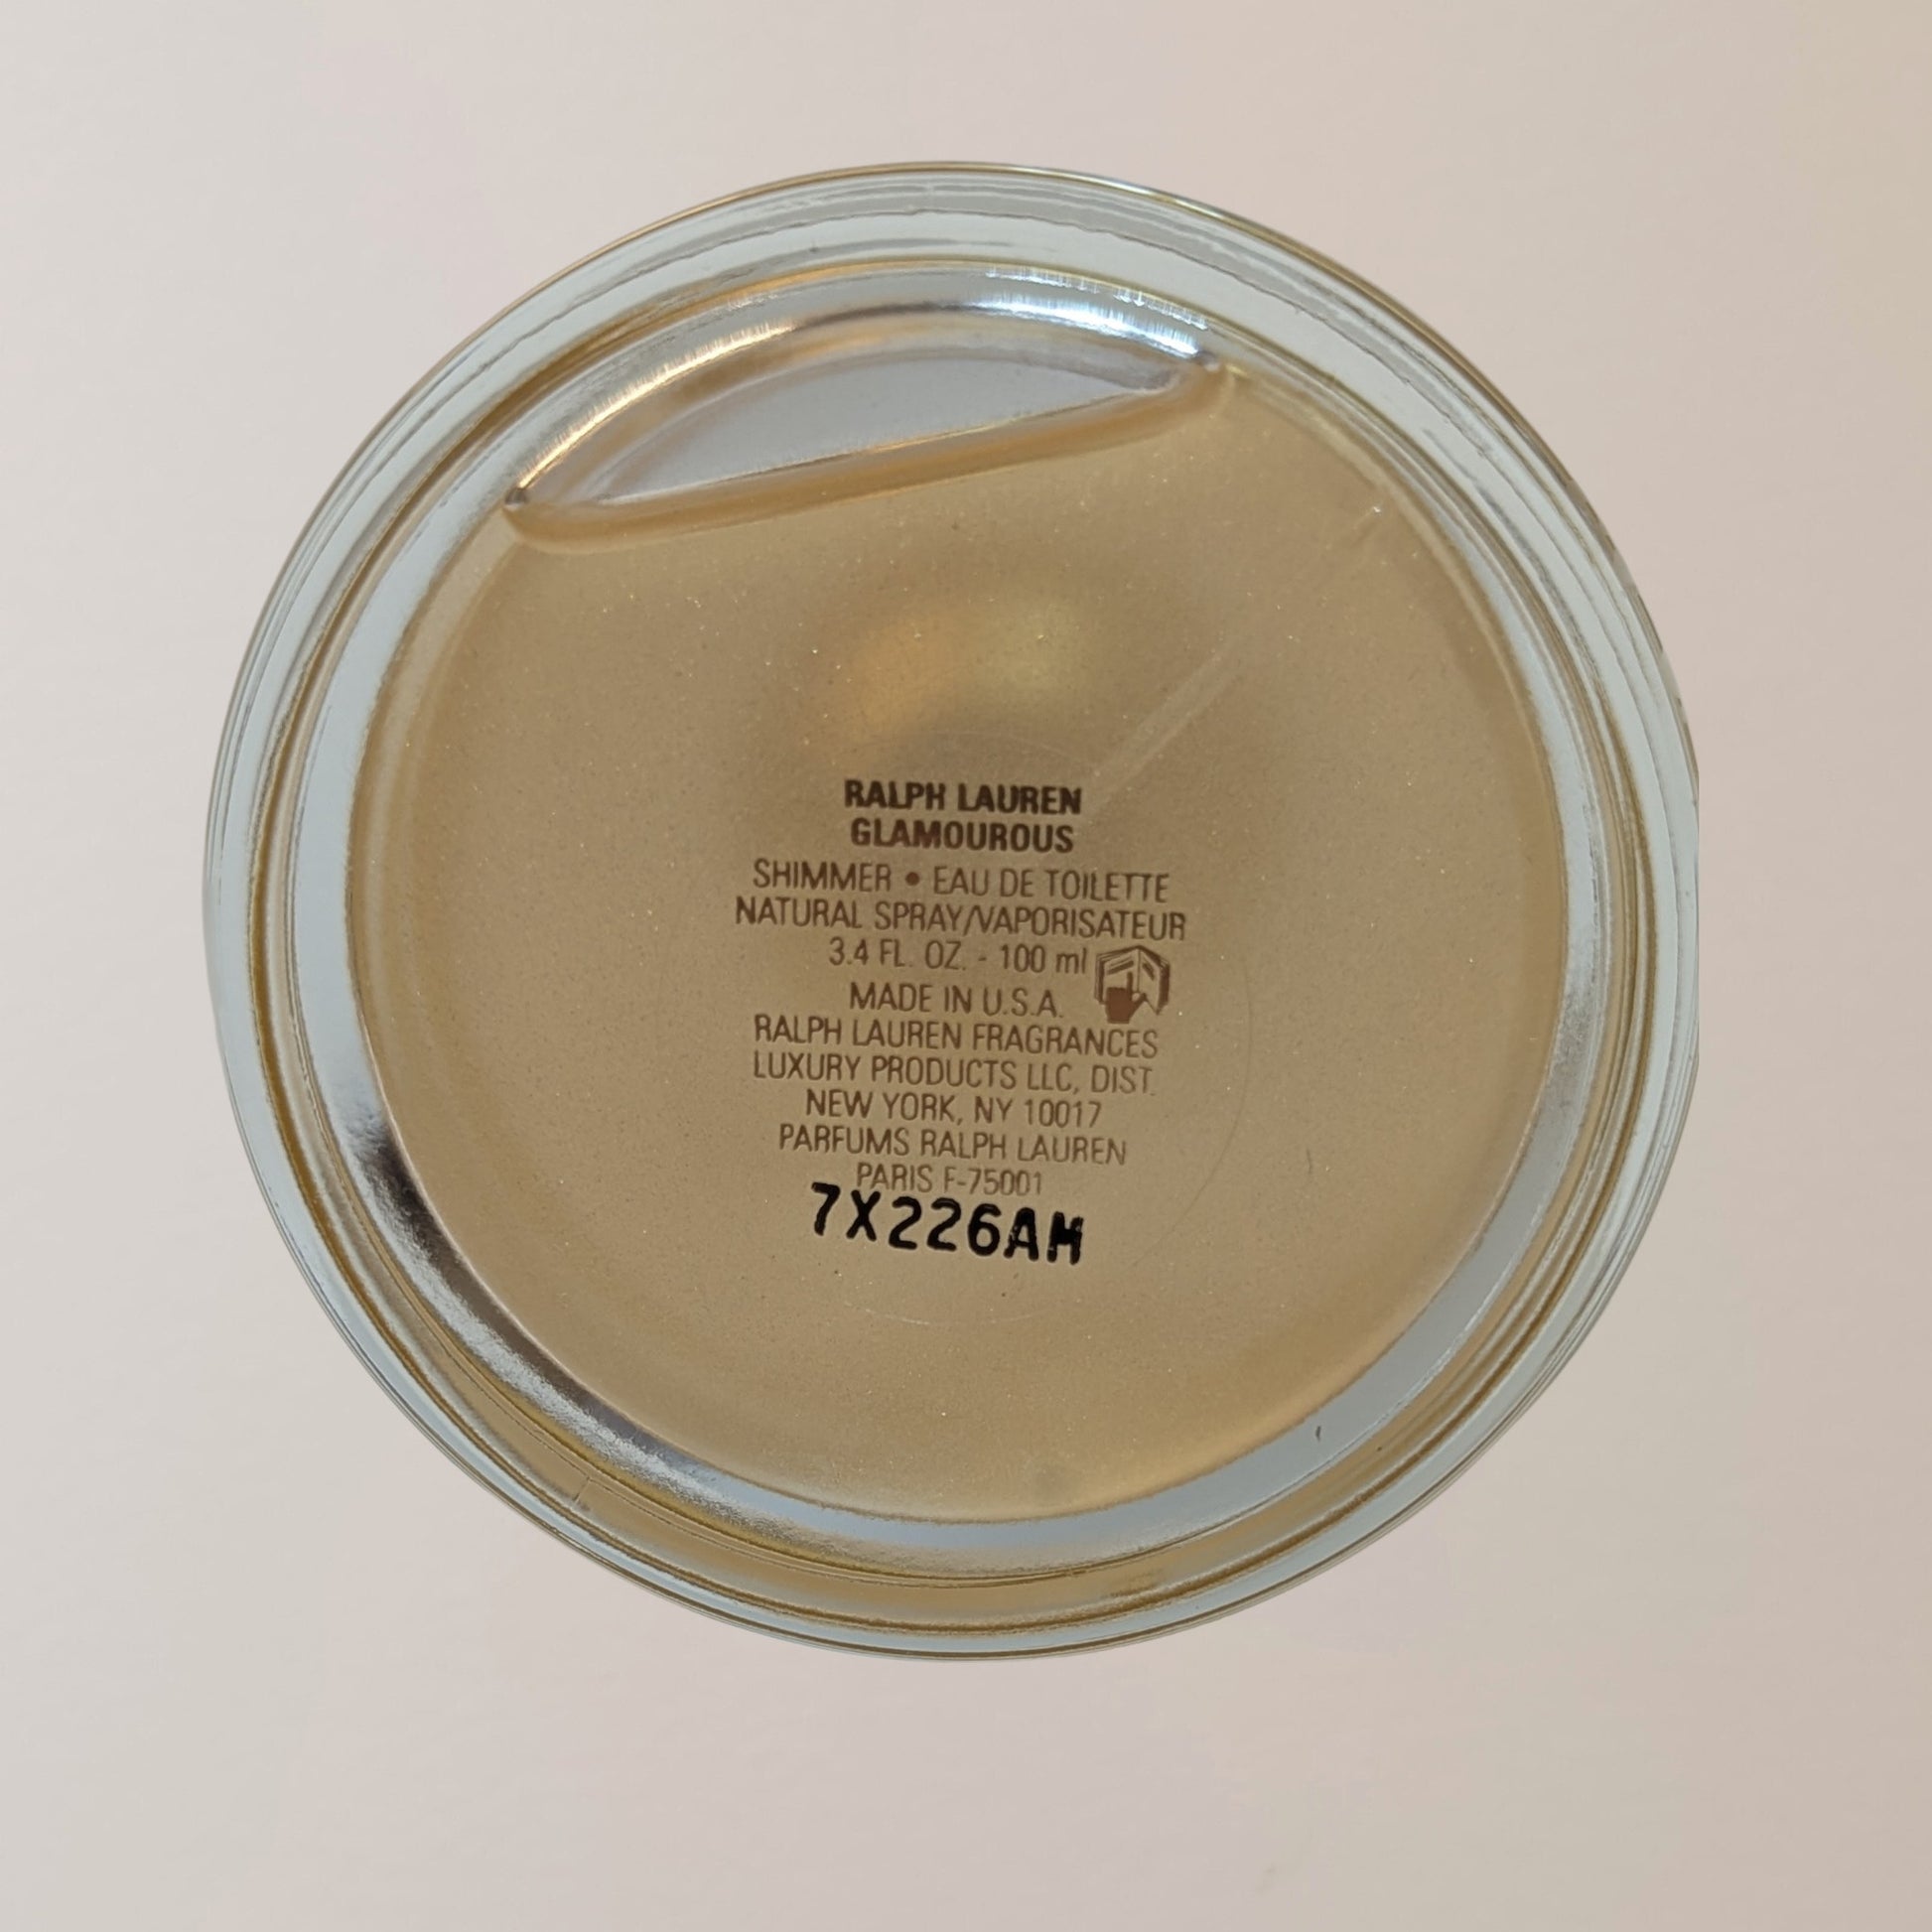 RALPH LAUREN
GLAMOUROUS
SHIMMER • EAU DE TOILETTE
NATURAL SPRAY/VAPORISATEUR
3.4 FL. OZ. - 100 ml
MADE IN U.S.A.
RALPH LAUREN FRAGRANCES
LUXURY PRODUCTS LLC, DIST.
NEW YORK, NY 10017
PARFUMS RALPH LAUREN
PARIS F-75001
7X226AH